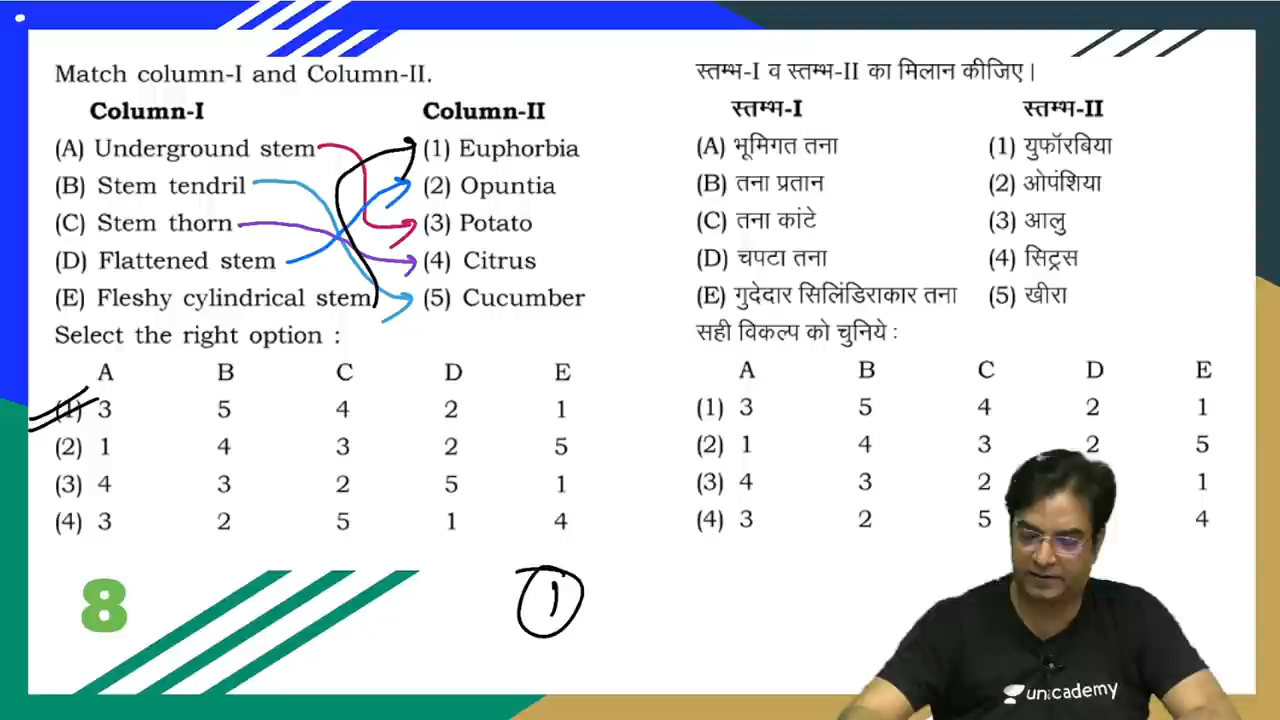 Match column-I and Column-II.
Column-I Column-II
(A) Underground stem (1) Euphorbia
(B) Stem tendril (2) Opuntia
(C) Stem thorn (3) Potato
(D) Flattened stem (4) Citrus
(E) Fleshy cylindrical stem (5) Cucumber
Select the right option :
A B C D E
(1) 3 5 4 2 1
(2) 1 4 3 2 5
(3) 4 3 2 5 1
(4) 3 2 5 1 4
8
1
स्तम्भ-I व स्तम्भ-II का मिलान कीजिए।
स्तम्भ-I स्तम्भ-II
(A) भूमिगत तना (1) युफॉरबिया
(B) तना प्रतान (2) ओपंशिया
(C) तना कांटे (3) आलु
(D) चपटा तना (4) सिट्रस
(E) गुदेदार सिलिंडिराकार तना (5) खीरा
सही विकल्प को चुनिये :
A B C D E
(1) 3 5 4 2 1
(2) 1 4 3 2 5
(3) 4 3 2 1
(4) 3 2 5 4
unacademy